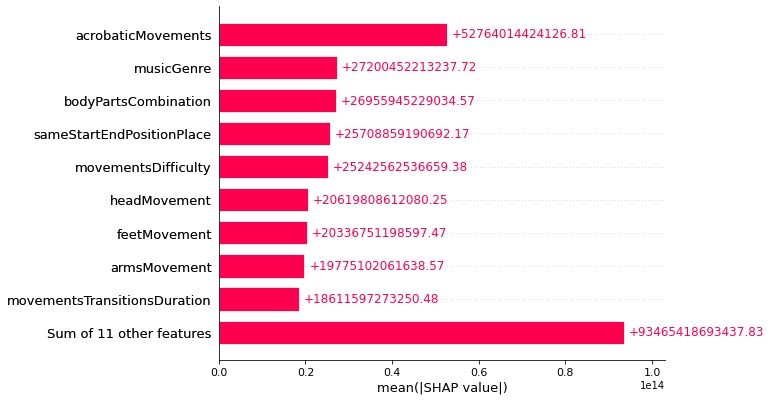 acrobaticMovements +52764014424126.81
musicGenre +27200452213237.72
bodyPartsCombination +26955945229034.57
sameStartEndPositionPlace +25708859190692.17
movementsDifficulty +25242562536659.38
headMovement +20619808612080.25
feetMovement +20336751198597.47
armsMovement +19775102061638.57
movementsTransitionsDuration +18611597273250.48
Sum of 11 other features +93465418693437.83
0.0 0.2 0.4 0.6 0.8 1.0
1e14
mean(|SHAP value|)